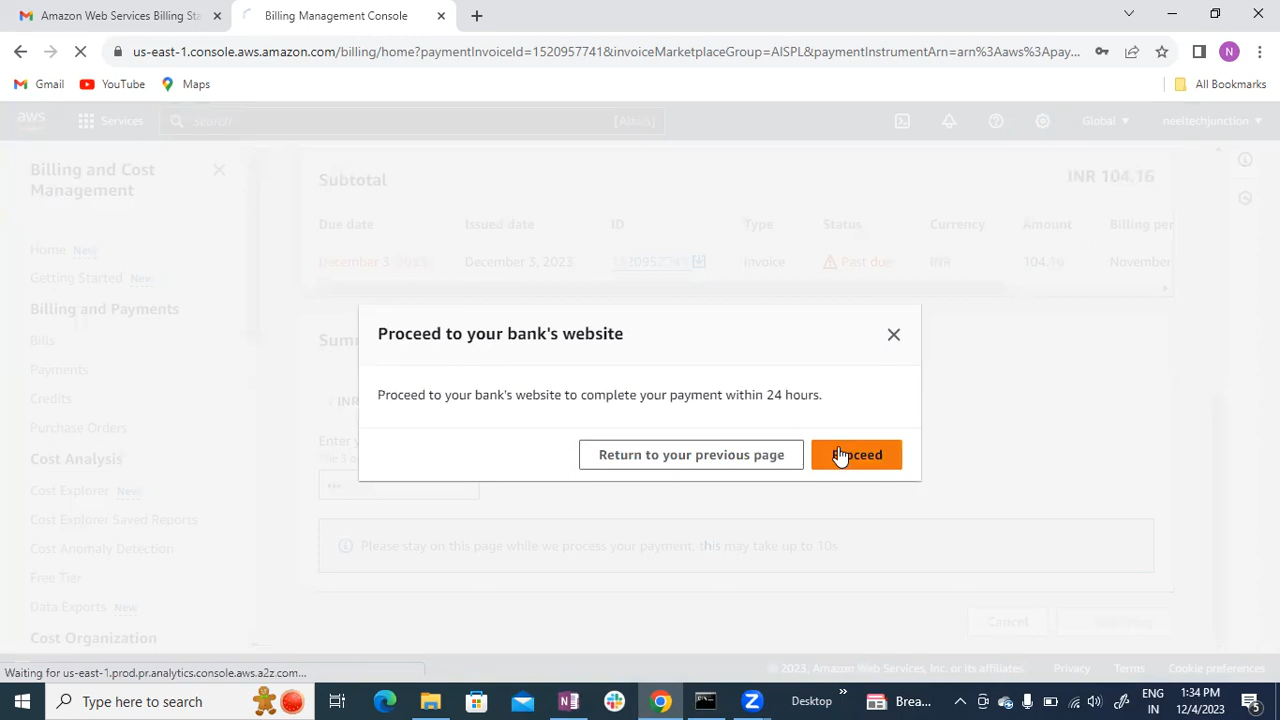 Amazon Web Services Billing Sta
Billing Management Console
us-east-1.console.aws.amazon.com/billing/home?paymentInvoiceId=1520957741&invoiceMarketplaceGroup=AISPL&paymentInstrumentArn=arn%3Aaws%3Apay...
N
Gmail
YouTube
Maps
All Bookmarks
aws
Services
Search
[Alt+S]
Global
neeitechjunction
Billing and Cost
Management
Home New
Getting Started New
Billing and Payments
Bills
Payments
Credits
Purchase Orders
Cost Analysis
Cost Explorer New
Cost Explorer Saved Reports
Cost Anomaly Detection
Free Tier
Data Exports New
Cost Organization
Subtotal
INR 104.16
Due date
Issued date
ID
Type
Status
Currency
Amount
Billing per
December 3, 2023
December 3, 2023
1520957741
Invoice
Past due
INR
104.16
November
Proceed to your bank's website
Proceed to your bank's website to complete your payment within 24 hours.
Return to your previous page
Proceed
INR
Please stay on this page while we process your payment, this may take up to 10s
Cancel
Waiting for us-east-1.prod.pr.analytics.console.aws.a2z.com...
© 2023, Amazon Web Services, Inc. or its affiliates.
Privacy
Terms
Cookie preferences
Type here to search
Desktop
Brea...
ENG
IN
1:34 PM
12/4/2023
5